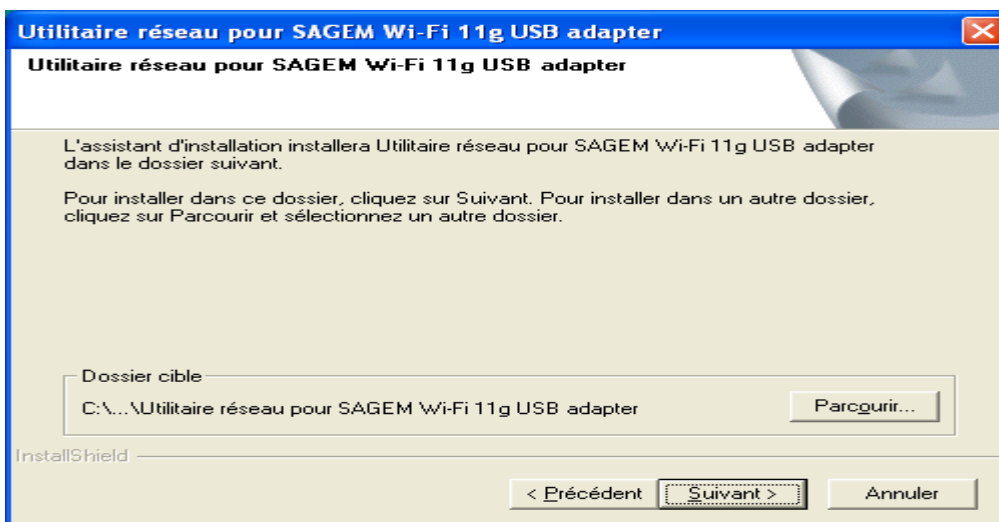 Utilitaire réseau pour SAGEM Wi-Fi 11g USB adapter
Utilitaire réseau pour SAGEM Wi-Fi 11g USB adapter
L'assistant d'installation installera Utilitaire réseau pour SAGEM Wi-Fi 11g USB adapter
dans le dossier suivant.
Pour installer dans ce dossier, cliquez sur Suivant. Pour installer dans un autre dossier,
cliquez sur Parcourir et sélectionnez un autre dossier.
Dossier cible
C:\...\Utilitaire réseau pour SAGEM Wi-Fi 11g USB adapter
Parcourir...
InstallShield
< Précédent
Suivant >
Annuler